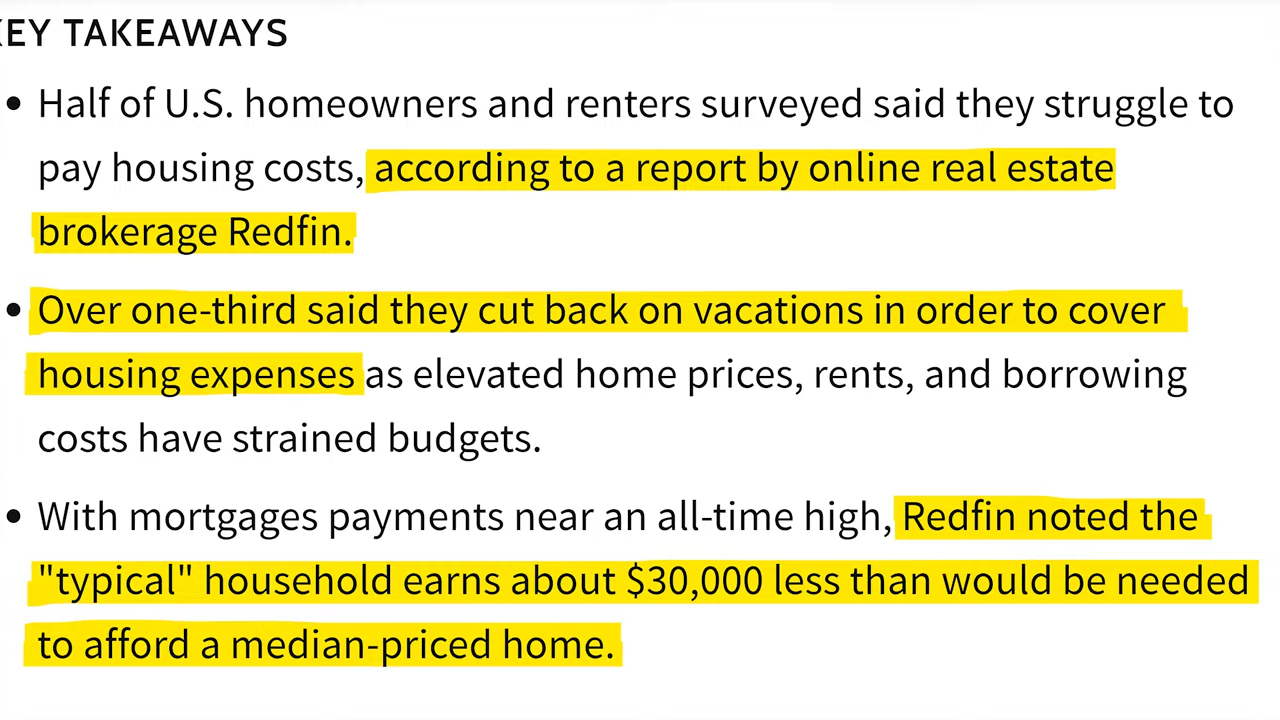 KEY TAKEAWAYS
• Half of U.S. homeowners and renters surveyed said they struggle to
pay housing costs, according to a report by online real estate
brokerage Redfin.
• Over one-third said they cut back on vacations in order to cover
housing expenses as elevated home prices, rents, and borrowing
costs have strained budgets.
• With mortgages payments near an all-time high, Redfin noted the
"typical" household earns about $30,000 less than would be needed
to afford a median-priced home.